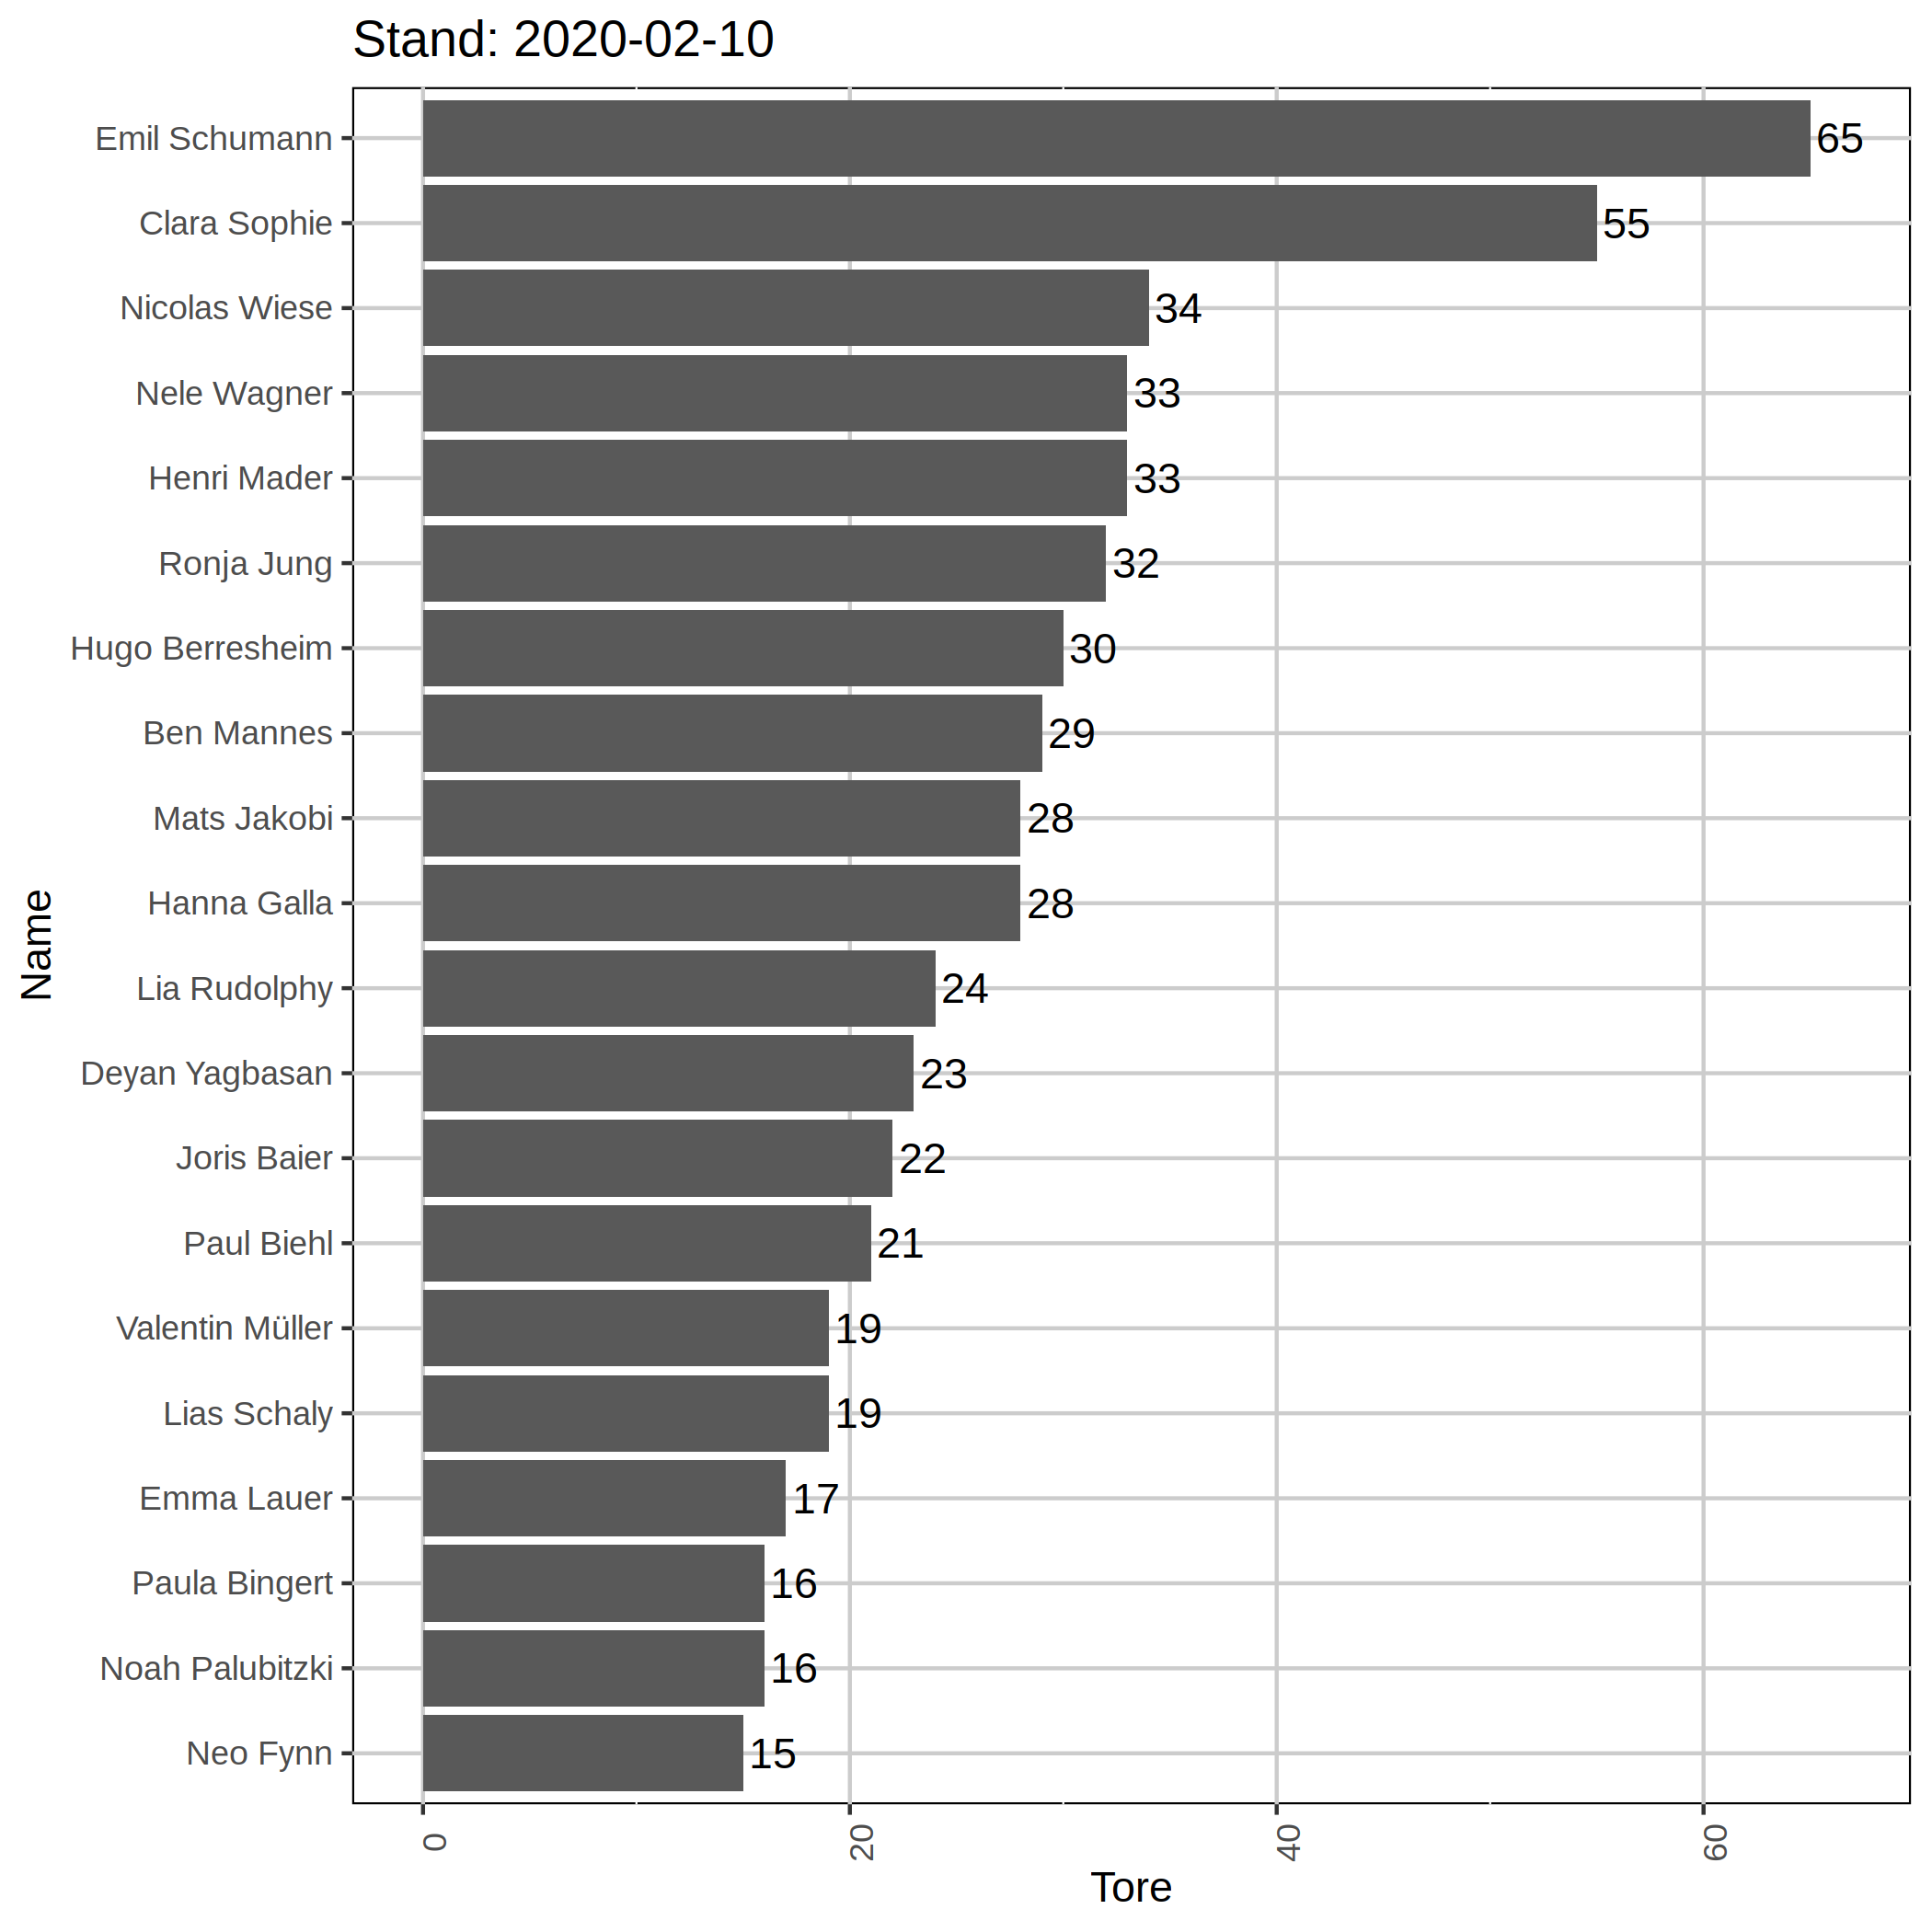 Stand: 2020-02-10
Emil Schumann 65
Clara Sophie 55
Nicolas Wiese 34
Nele Wagner 33
Henri Mader 33
Ronja Jung 32
Hugo Berresheim 30
Ben Mannes 29
Mats Jakobi 28
Hanna Galla 28
Lia Rudolphy 24
Deyan Yagbasan 23
Joris Baier 22
Paul Biehl 21
Valentin Müller 19
Lias Schaly 19
Emma Lauer 17
Paula Bingert 16
Noah Palubitzki 16
Neo Fynn 15
Name
0 20 40 60
Tore